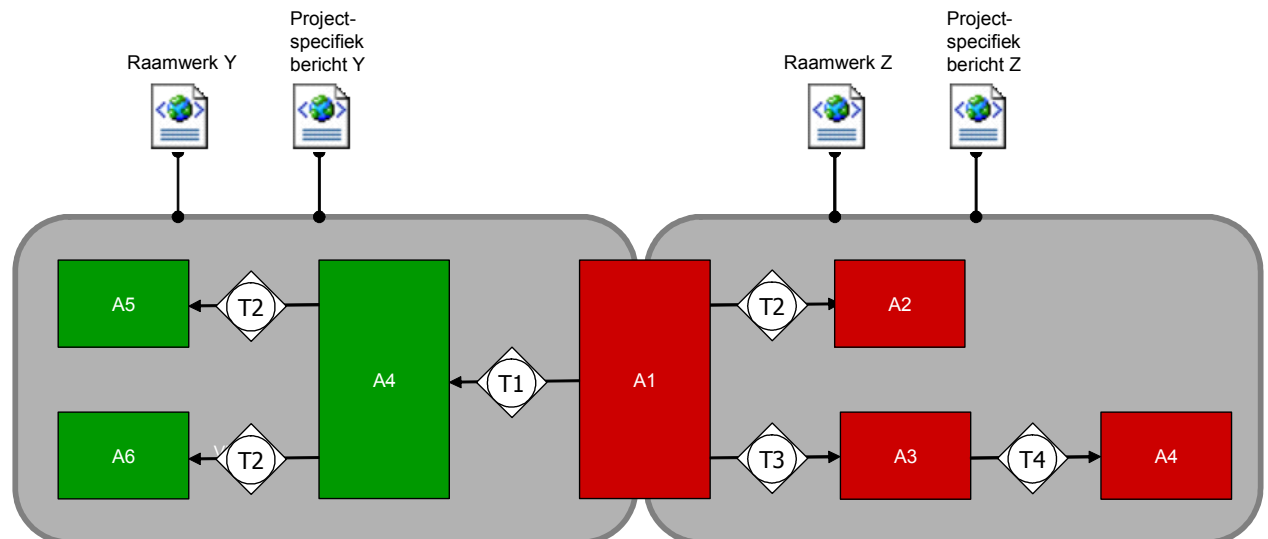 Project-
specifiek
bericht Y
Raamwerk Y
Project-
specifiek
bericht Z
Raamwerk Z
A5
T2
A4
T1
A1
T2
A2
A6
T2
T3
A3
T4
A4